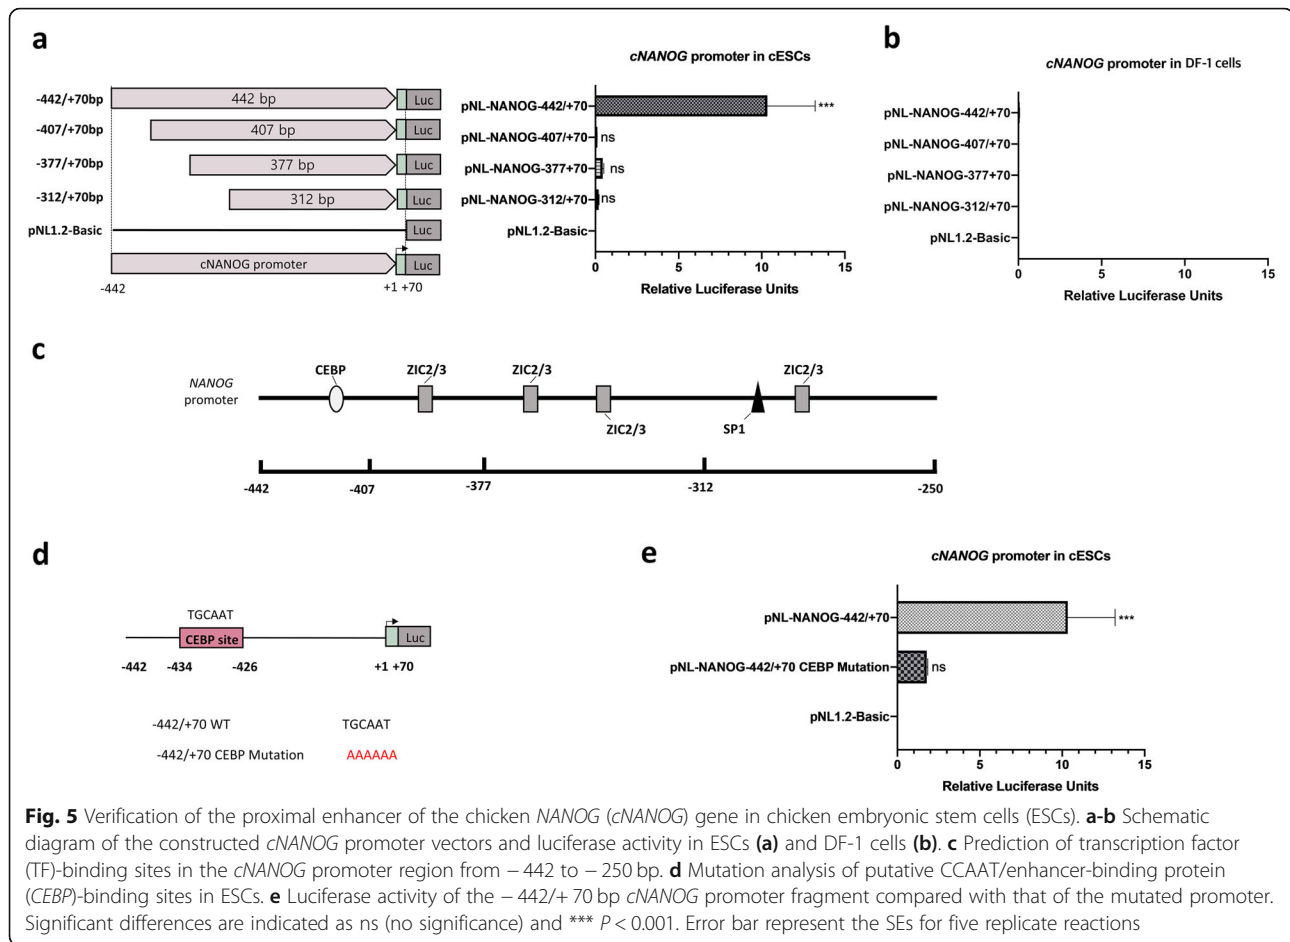 a
cNANOG promoter in cESCs
-442/+70bp
442 bp
Luc
-407/+70bp
407 bp
Luc
-377/+70bp
377 bp
Luc
-312/+70bp
312 bp
Luc
pNL1.2-Basic
Luc
cNANOG promoter
Luc
-442
+1 +70
pNL-NANOG-442/+70
***
pNL-NANOG-407/+70
ns
pNL-NANOG-377+70
ns
pNL-NANOG-312/+70
ns
pNL1.2-Basic
0 5 10 15
Relative Luciferase Units
b
cNANOG promoter in DF-1 cells
pNL-NANOG-442/+70
pNL-NANOG-407/+70
pNL-NANOG-377+70
pNL-NANOG-312/+70
pNL1.2-Basic
0 5 10 15
Relative Luciferase Units
c
CEBP ZIC2/3 ZIC2/3 ZIC2/3
NANOG
promoter
ZIC2/3 SP1
-442 -407 -377 -312 -250
d
TGCAAT
CEBP site
Luc
-442 -434 -426 +1 +70
-442/+70 WT TGCAAT
-442/+70 CEBP Mutation AAAAAA
e
cNANOG promoter in cESCs
pNL-NANOG-442/+70
***
pNL-NANOG-442/+70 CEBP Mutation
ns
pNL1.2-Basic
0 5 10 15
Relative Luciferase Units
Fig. 5 Verification of the proximal enhancer of the chicken NANOG (cNANOG) gene in chicken embryonic stem cells (ESCs). a-b Schematic
diagram of the constructed cNANOG promoter vectors and luciferase activity in ESCs (a) and DF-1 cells (b). c Prediction of transcription factor
(TF)-binding sites in the cNANOG promoter region from − 442 to − 250 bp. d Mutation analysis of putative CCAAT/enhancer-binding protein
(CEBP)-binding sites in ESCs. e Luciferase activity of the − 442/+ 70 bp cNANOG promoter fragment compared with that of the mutated promoter.
Significant differences are indicated as ns (no significance) and *** P < 0.001. Error bar represent the SEs for five replicate reactions